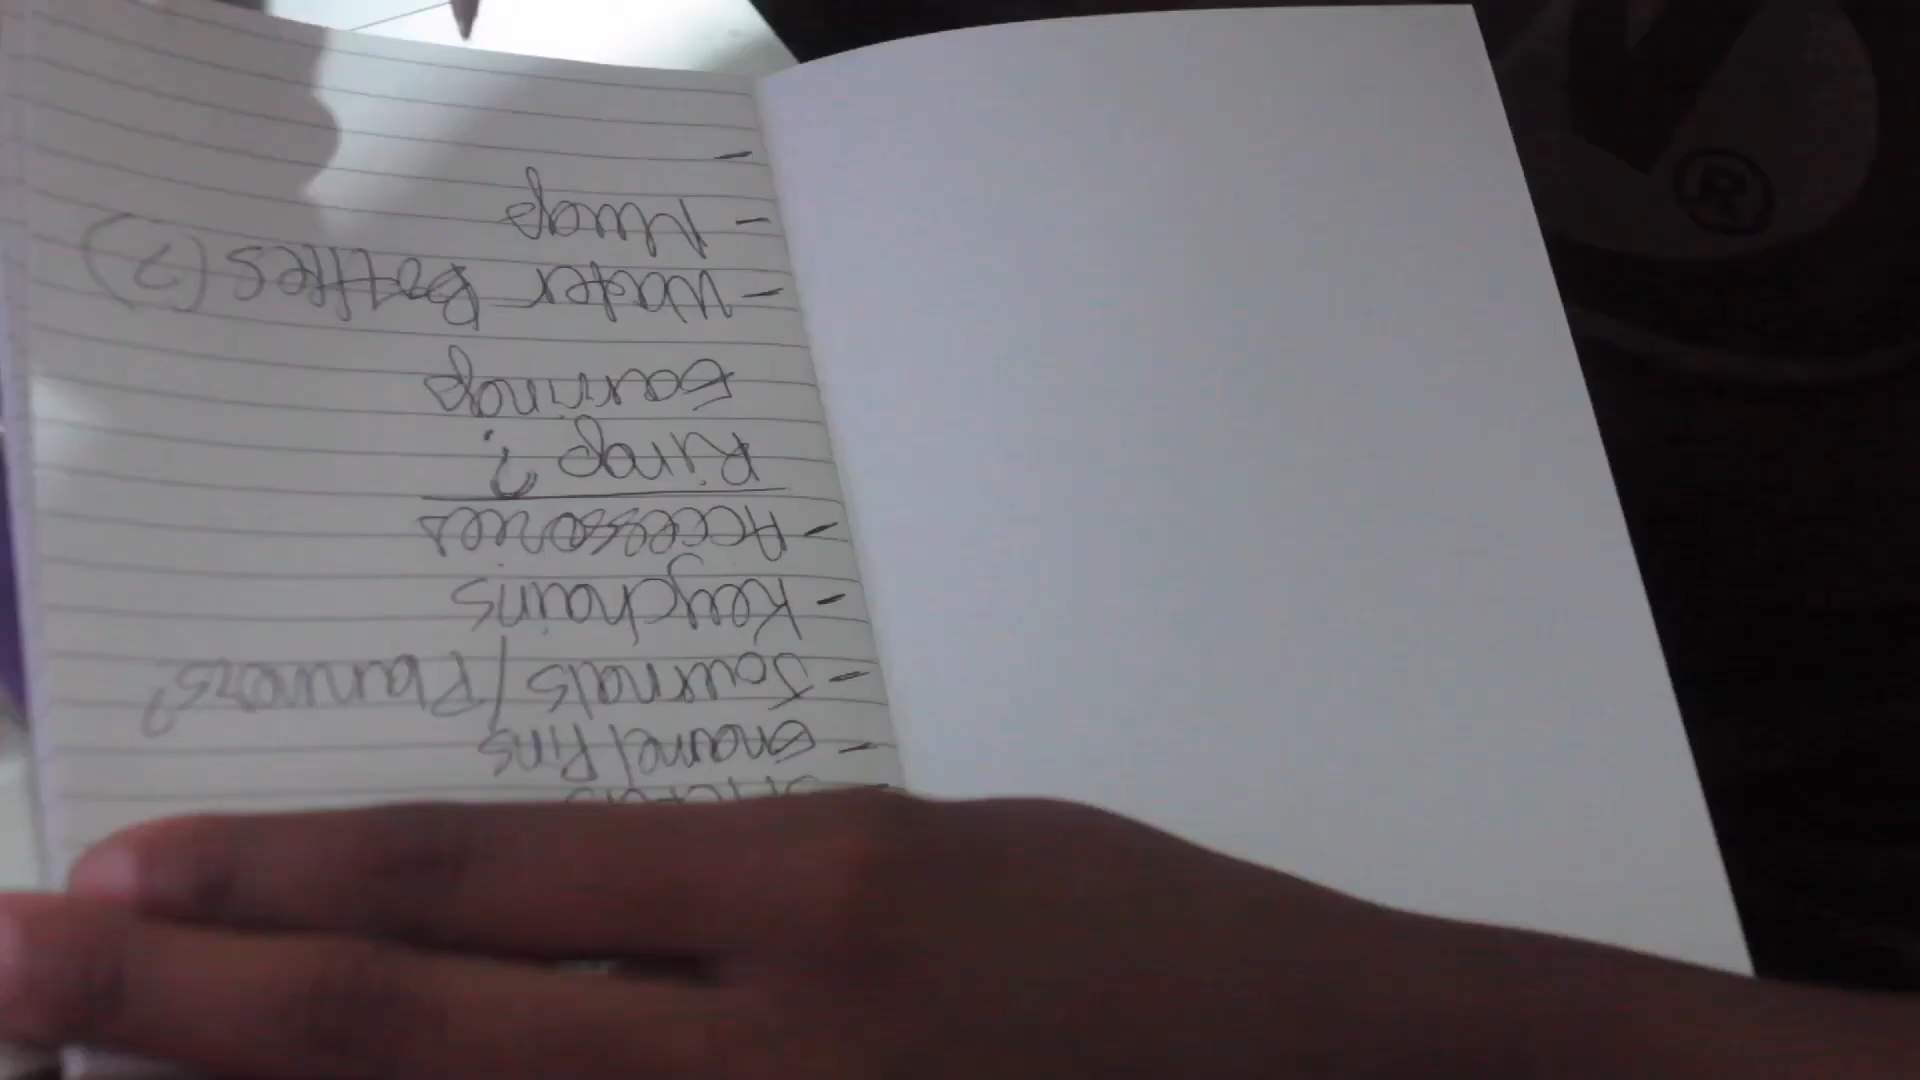 - Enamel Pins
- Journals/Planners?
- Keychains
- Accessories
Rings?
Earrings
- Water Bottles (?)
- Mugs
-
®